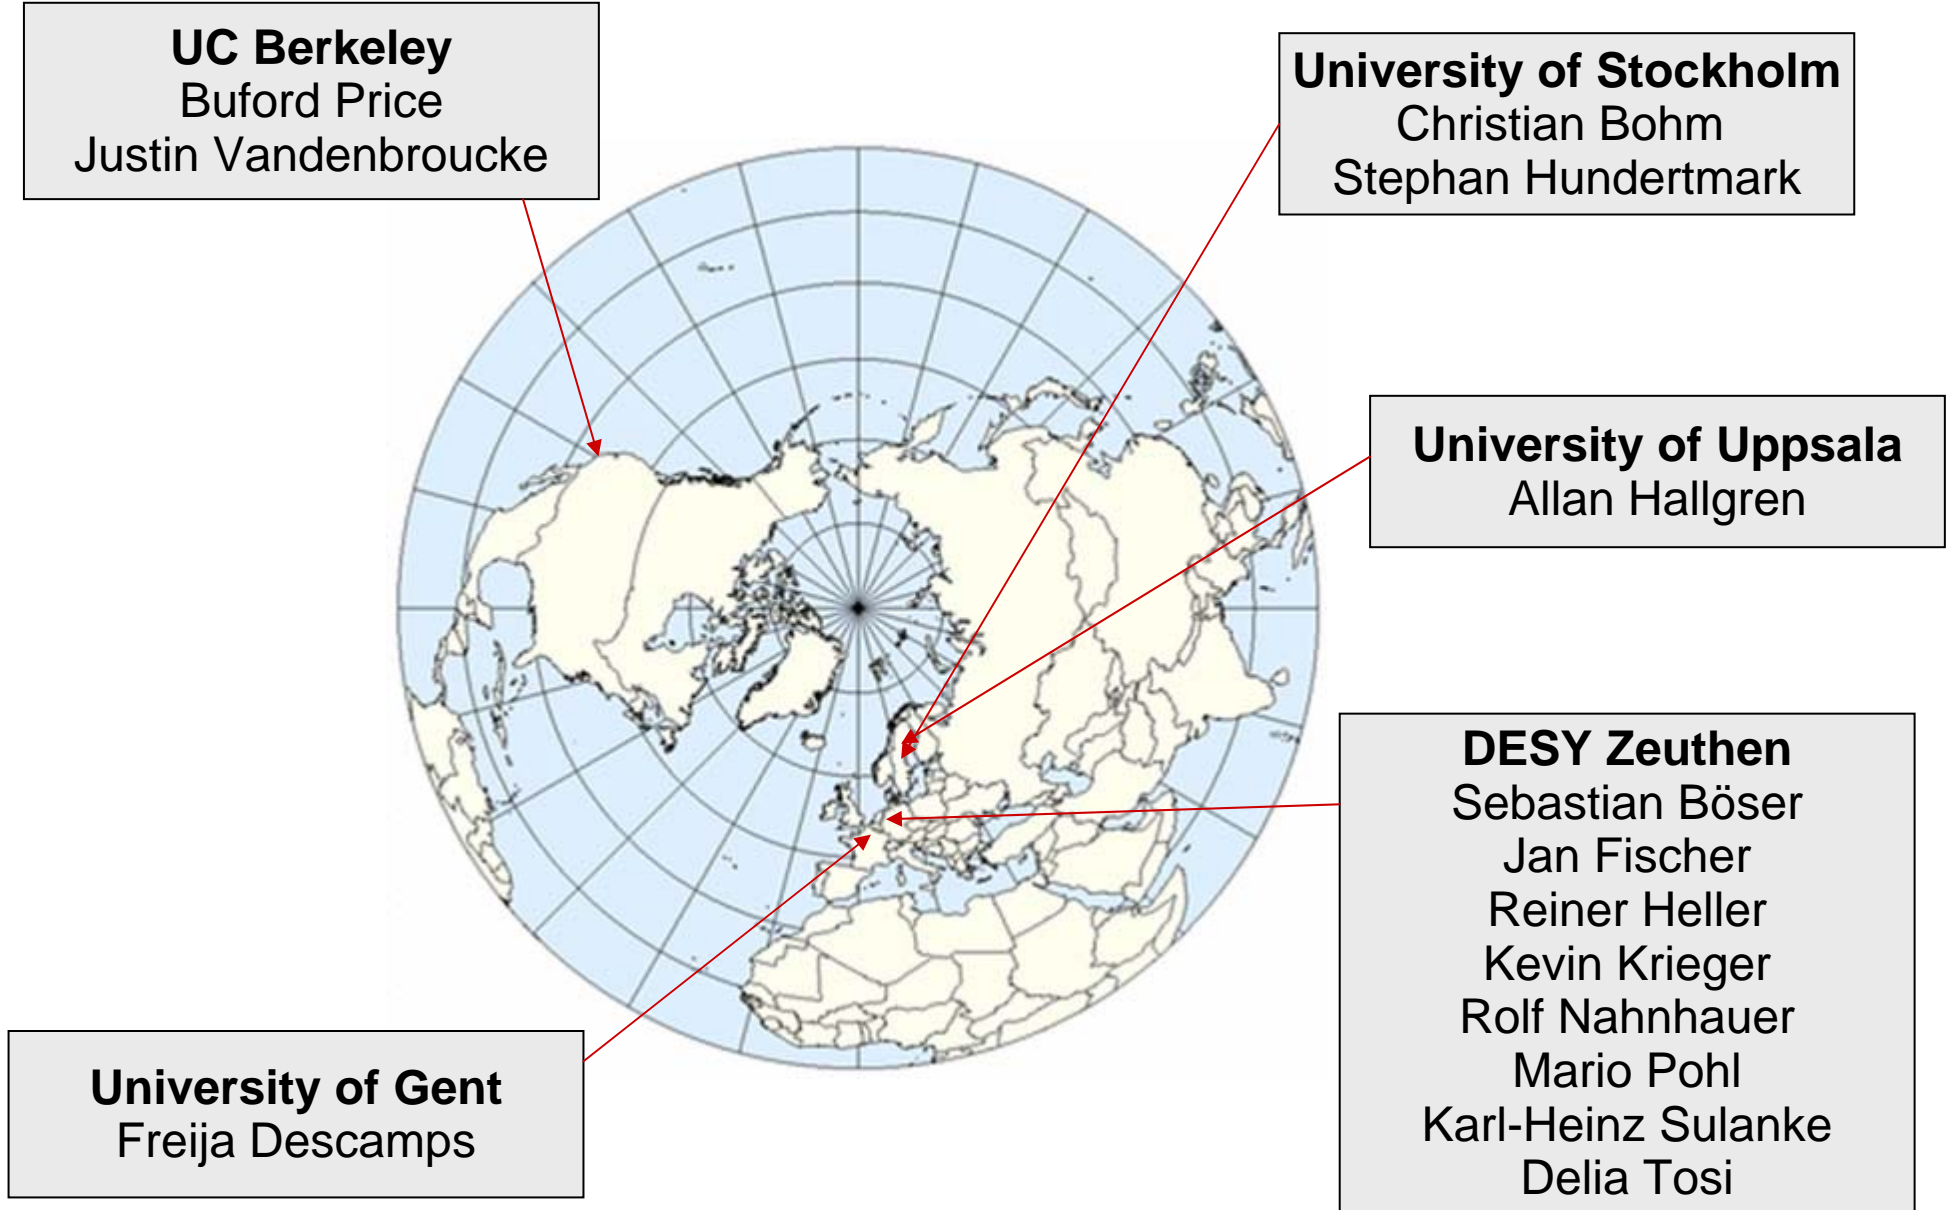 UC Berkeley
Buford Price
Justin Vandenbroucke
University of Stockholm
Christian Bohm
Stephan Hundertmark
University of Uppsala
Allan Hallgren
DESY Zeuthen
Sebastian Böser
Jan Fischer
Reiner Heller
Kevin Krieger
Rolf Nahnhauer
Mario Pohl
Karl-Heinz Sulanke
Delia Tosi
University of Gent
Freija Descamps